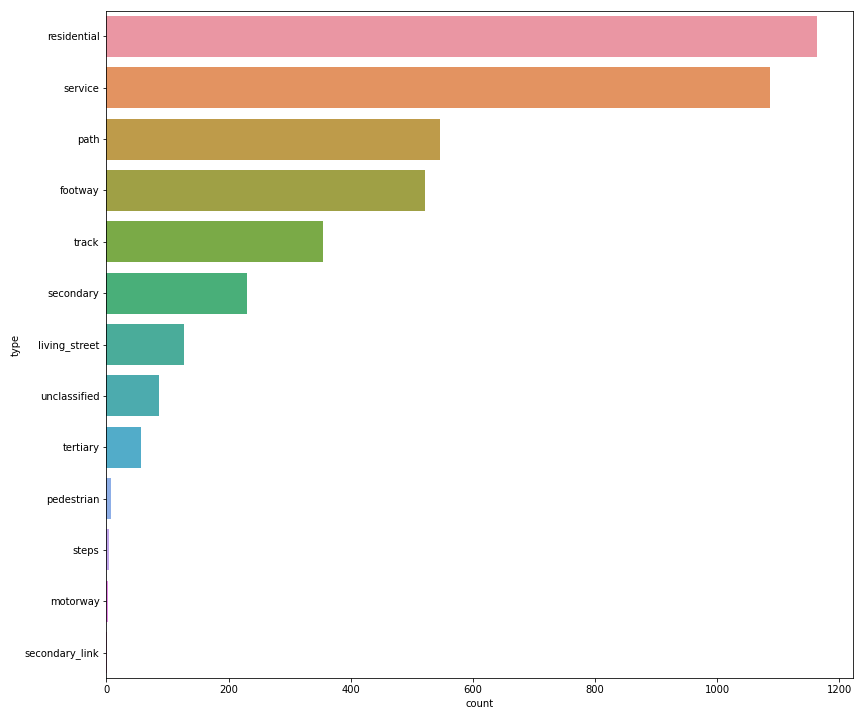 residential
service
path
footway
track
secondary
living_street
unclassified
tertiary
pedestrian
steps
motorway
secondary_link
type
0 200 400 600 800 1000 1200
count